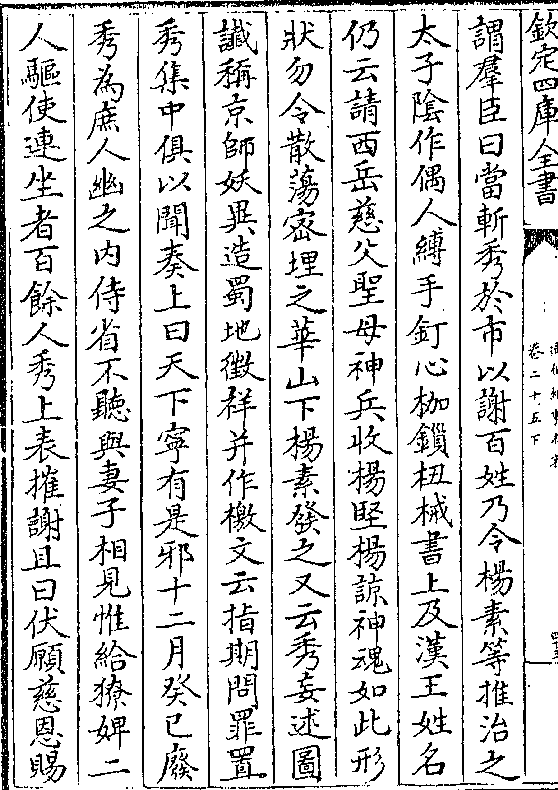 欽定四庫全書
卷二十五下
謂羣臣曰當斬秀於市以謝百姓乃令楊素等推治之
太子陰作偶人縛手釘心枷鎖杻械書上及漢王姓名
仍云請西岳慈父聖母神兵收楊堅楊諒神魂如此形
狀勿令散蕩密埋之華山下楊素發之又云秀妄述圖
讖稱京師妖異造蜀地徴祥并作檄文云指期問罪置
秀集中俱以聞奏上曰天下寧有是邪十二月癸巳廢
秀為庶人幽之内侍省不聽與妻子相見惟給獠婢二
人驅使連坐者百餘人秀上表摧謝且曰伏願慈恩賜